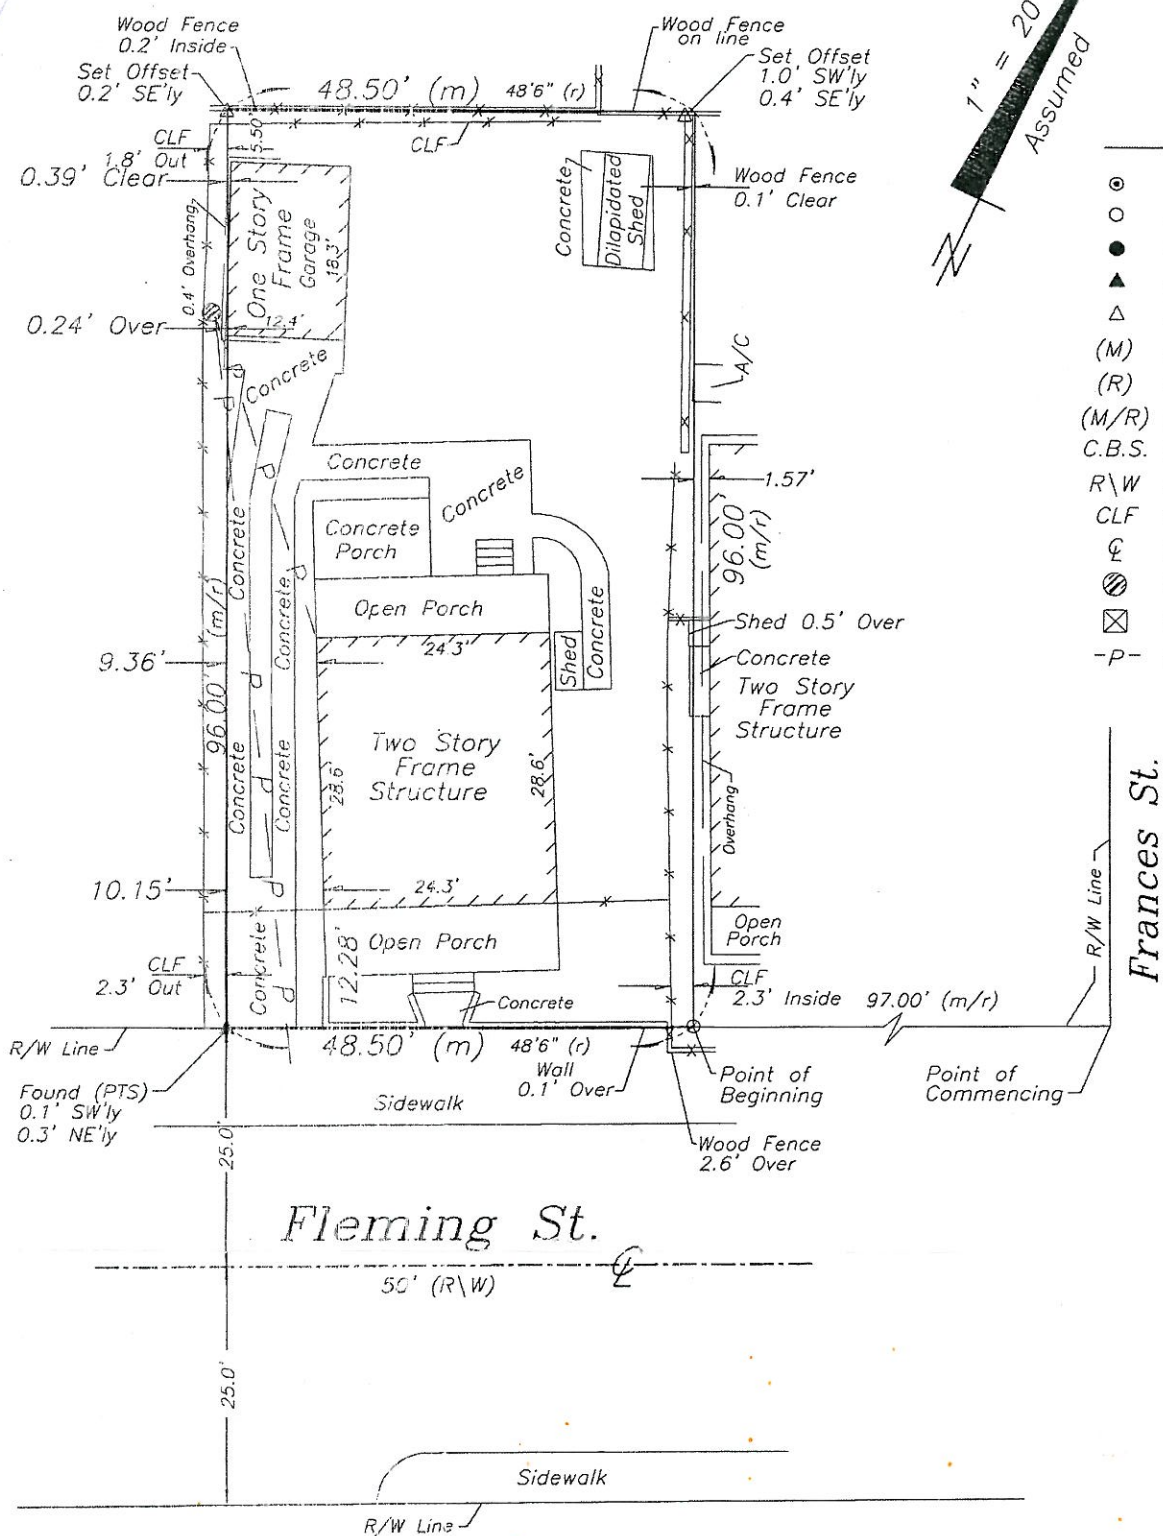 Wood Fence
0.2' Inside
Set Offset
0.2' SE'ly
48.50' (m)
48'6" (r)
Wood Fence
on line
Set Offset
1.0' SW'ly
0.4' SE'ly
1" = 20
Assumed
N
CLF
1.8' Out
5.50'
CLF
0.39' Clear
One Story
Frame
Garage
18.3'
0.4' Overhang
12.4'
0.24' Over
Concrete
Concrete
Dilapidated
Shed
Wood Fence
0.1' Clear
A/C
(M)
(R)
(M/R)
C.B.S.
R\W
CLF
℄
-P-
Concrete
Concrete
Concrete
Porch
Open Porch
1.57'
96.00'
(m/r)
P
P
P
P
P
P
P
Concrete
Concrete
96.00' (m/r)
9.36'
24.3'
Shed
Concrete
Shed 0.5' Over
Concrete
Two Story
Frame
Structure
Two Story
Frame
Structure
28.6'
28.6'
Concrete
Concrete
Overhang
10.15'
24.3'
Open Porch
12.28'
Concrete
Concrete
Open
Porch
CLF
2.3' Out
CLF
2.3' Inside
97.00' (m/r)
R/W Line
Frances St.
R/W Line
R/W Line
48.50' (m)
48'6" (r)
Wall
0.1' Over
Point of
Beginning
Point of
Commencing
Found (PTS)
0.1' SW'ly
0.3' NE'ly
Sidewalk
Wood Fence
2.6' Over
25.0'
Fleming St.
℄
50' (R\W)
25.0'
Sidewalk
R/W Line